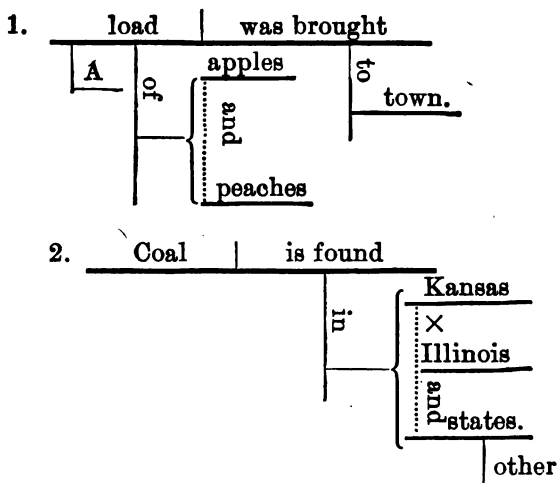 1. load was brought
A of apples to
and town.
peaches
2. Coal is found
in Kansas
×
Illinois
and states.
other